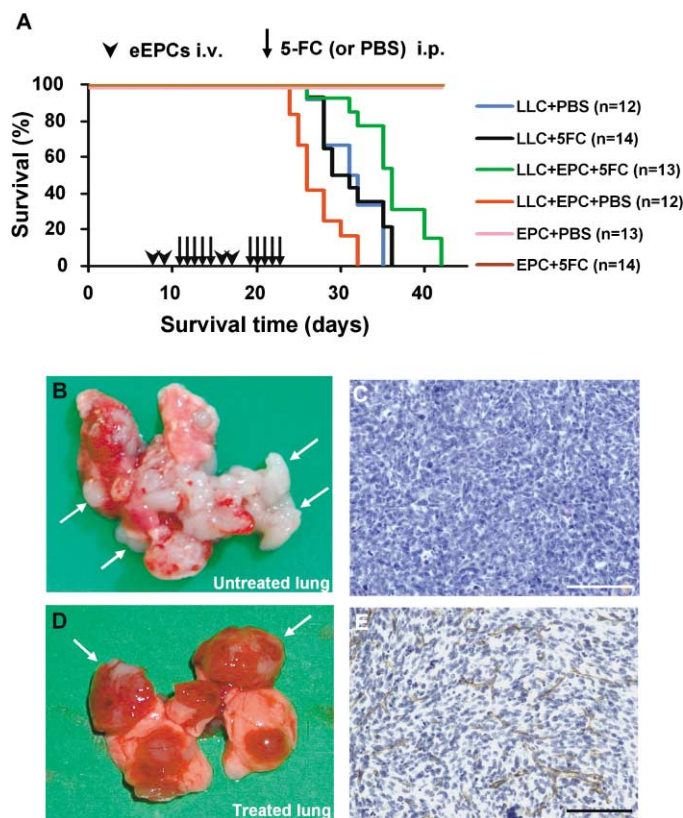 A
eEPCs i.v.
5-FC (or PBS) i.p.
Survival (%)
100
80
60
40
20
0
0
10
20
30
40
Survival time (days)
LLC+PBS (n=12)
LLC+5FC (n=14)
LLC+EPC+5FC (n=13)
LLC+EPC+PBS (n=12)
EPC+PBS (n=13)
EPC+5FC (n=14)
B
Untreated lung
C
D
Treated lung
E